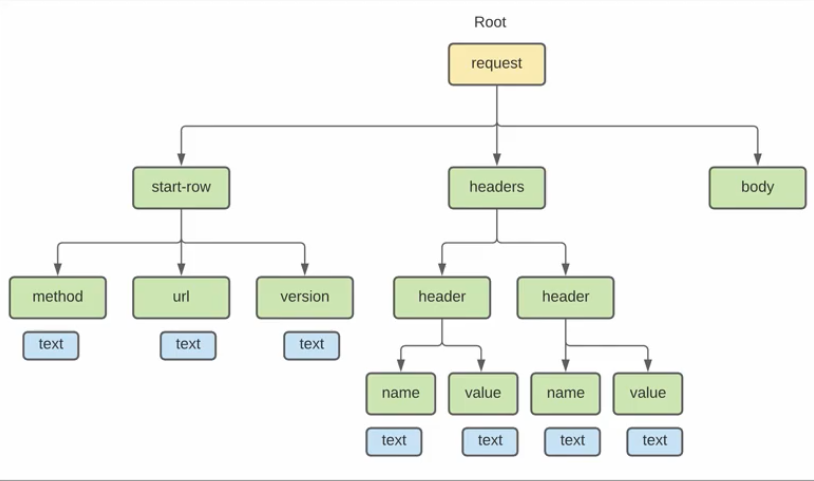 Root
request
start-row
headers
body
method
url
version
header
header
text
text
text
name
value
name
value
text
text
text
text